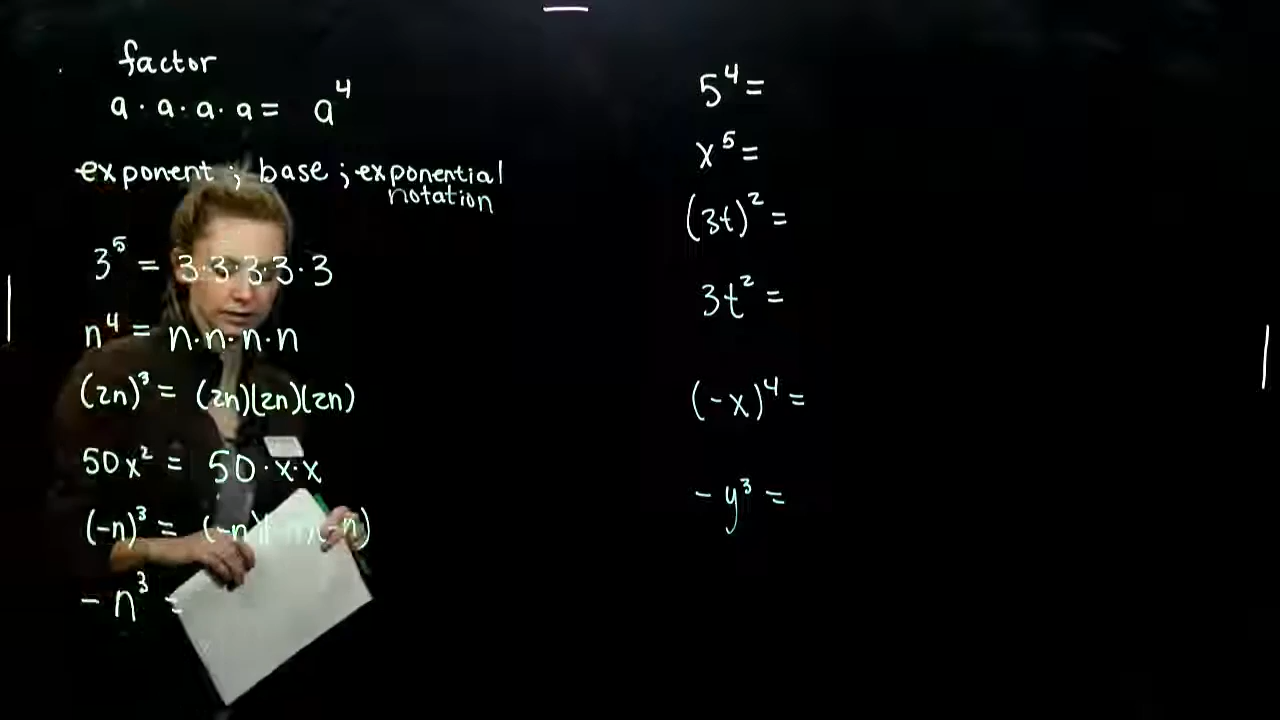 factor
a · a · a · a = a⁴
exponent ; base ; exponential
notation
3⁵ = 3·3·3·3·3
n⁴ = n·n·n·n
(2n)³ = (2n)(2n)(2n)
50x² = 50·x·x
(-n)³ = (-n)( n)(-n)
- n³ =
5⁴ =
x⁵ =
(3t)² =
3t² =
(-x)⁴ =
- y³ =